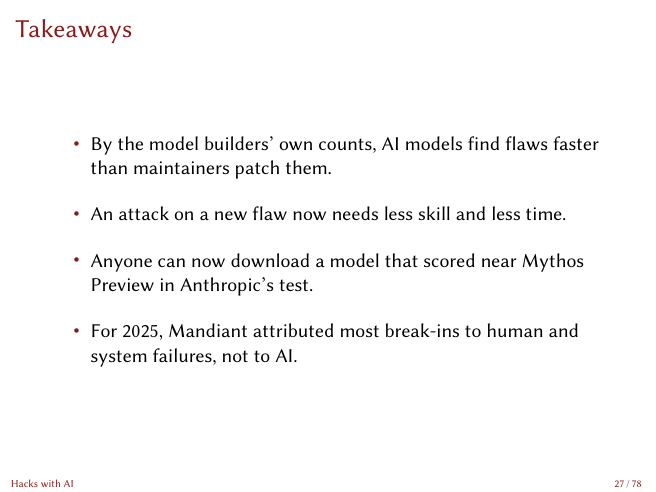 Takeaways
• By the model builders’ own counts, AI models find flaws faster
than maintainers patch them.
• An attack on a new flaw now needs less skill and less time.
• Anyone can now download a model that scored near Mythos
Preview in Anthropic’s test.
• For 2025, Mandiant attributed most break-ins to human and
system failures, not to AI.
Hacks with AI
27 / 78